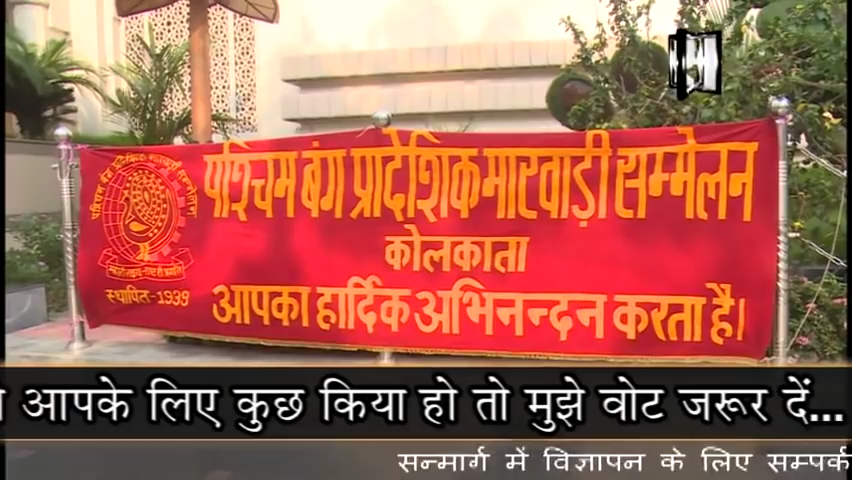 पश्चिम बंग प्रादेशिक मारवाड़ी सम्मेलन
कोलकाता
स्थापित-1939
आपका हार्दिक अभिनन्दन करता है।
आपके लिए कुछ किया हो तो मुझे वोट जरूर दें...
सन्मार्ग में विज्ञापन के लिए सम्पर्क